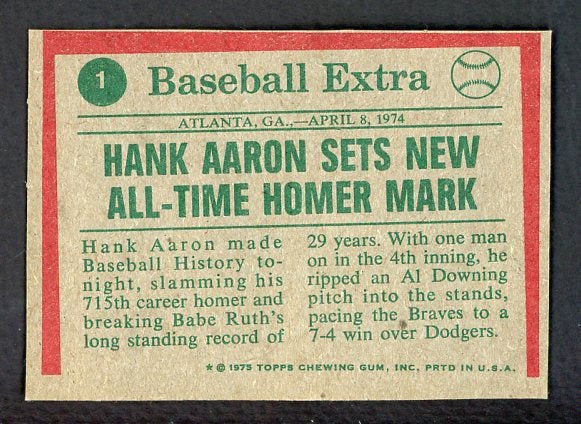 1
Baseball Extra
ATLANTA, GA.,—APRIL 8, 1974
HANK AARON SETS NEW
ALL-TIME HOMER MARK
Hank Aaron made
Baseball History to-
night, slamming his
715th career homer and
breaking Babe Ruth's
long standing record of
29 years. With one man
on in the 4th inning, he
ripped an Al Downing
pitch into the stands,
pacing the Braves to a
7-4 win over Dodgers.
* © 1975 TOPPS CHEWING GUM, INC. PRTD IN U.S.A.